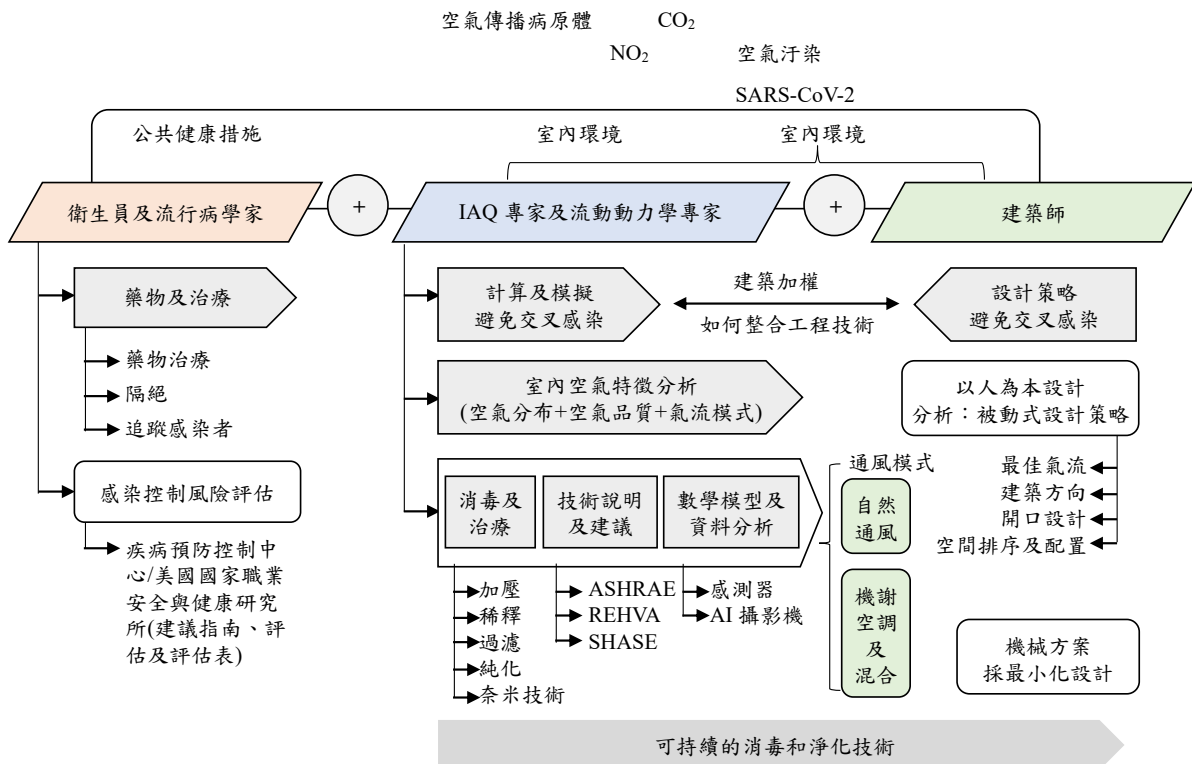 空氣傳播病原體 CO₂
NO₂ 空氣汙染
SARS-CoV-2
公共健康措施 室內環境 室內環境
衛生員及流行病學家 + IAQ 專家及流動動力學專家 + 建築師
藥物及治療
藥物治療
隔絕
追蹤感染者
感染控制風險評估
疾病預防控制中
心/美國國家職業
安全與健康研究
所(建議指南、評
估及評估表)
計算及模擬
避免交叉感染
建築加權
如何整合工程技術
設計策略
避免交叉感染
室內空氣特徵分析
(空氣分布+空氣品質+氣流模式)
消毒及
治療
技術說明
及建議
數學模型及
資料分析
加壓
稀釋
過濾
純化
奈米技術
ASHRAE
REHVA
SHASE
感測器
AI 攝影機
通風模式
自然
通風
機謝
空調
及
混合
以人為本設計
分析：被動式設計策略
最佳氣流
建築方向
開口設計
空間排序及配置
機械方案
採最小化設計
可持續的消毒和淨化技術